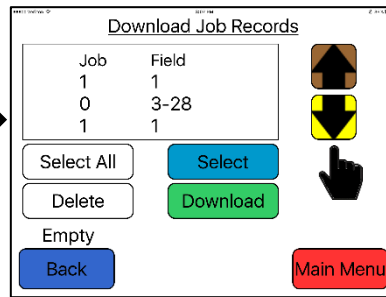 Download Job Records
Job Field
1 1
0 3-28
1 1
Select All Select
Delete Download
Empty
Back Main Menu